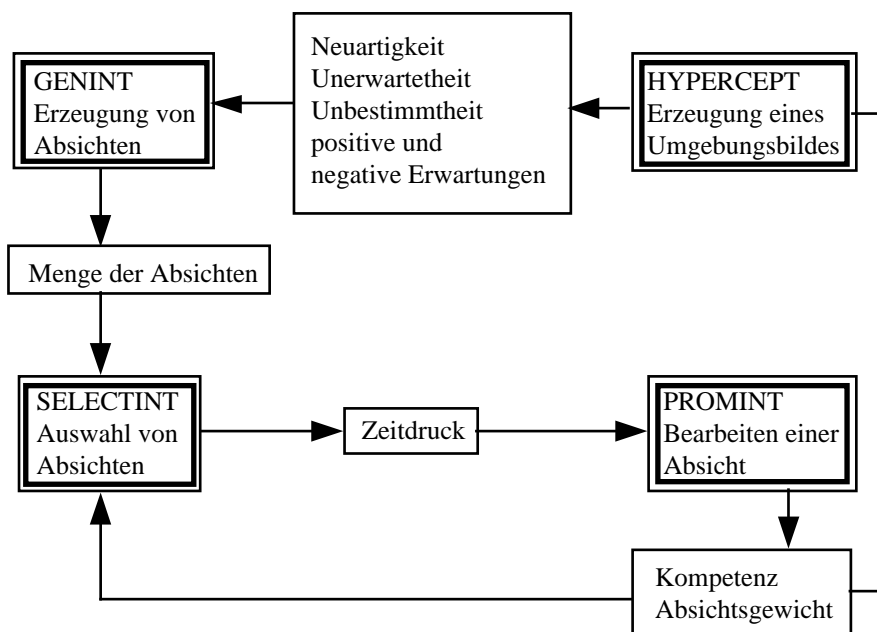 GENINT
Erzeugung von
Absichten
Neuartigkeit
Unerwartetheit
Unbestimmtheit
positive und
negative Erwartungen
HYPERCEPT
Erzeugung eines
Umgebungsbildes
Menge der Absichten
SELECTINT
Auswahl von
Absichten
Zeitdruck
PROMINT
Bearbeiten einer
Absicht
Kompetenz
Absichtsgewicht